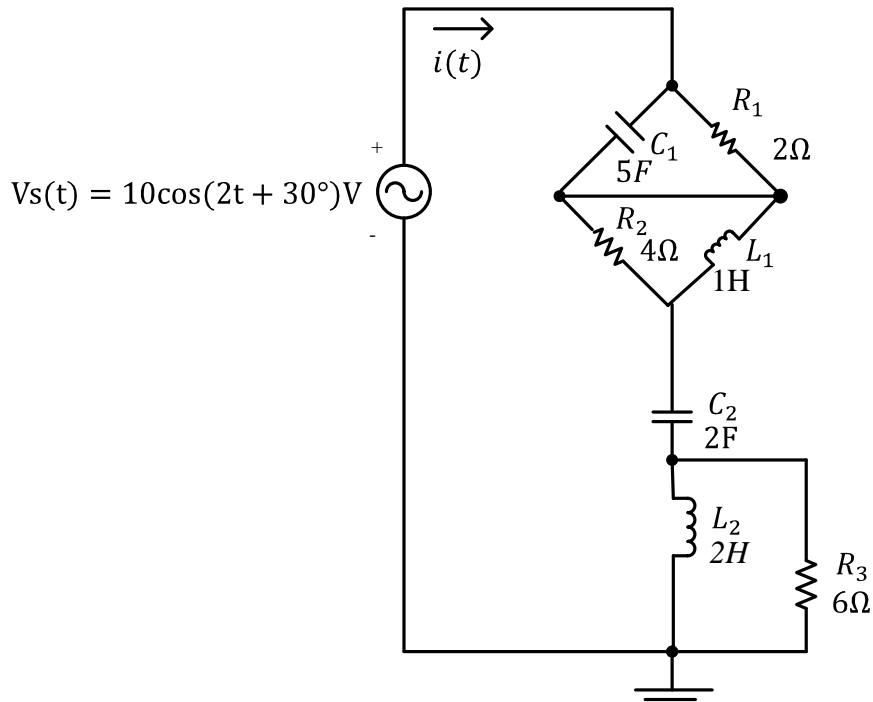 i(t)
R₁
C₁
2Ω
5F
+
Vs(t) = 10cos(2t + 30°)V
-
R₂
4Ω
L₁
1H
C₂
2F
L₂
2H
R₃
6Ω